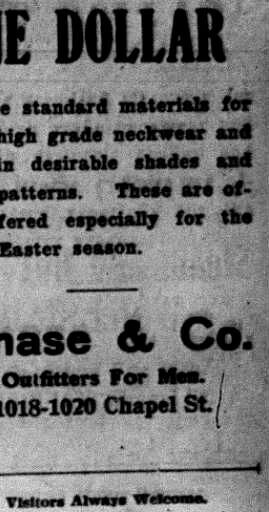 NE DOLLAR
e standard materials for
high grade neckwear and
in desirable shades and
patterns. These are of-
fered especially for the
Easter season.
hase & Co.
Outfitters For Men.
1018-1020 Chapel St.
Visitors Always Welcome.